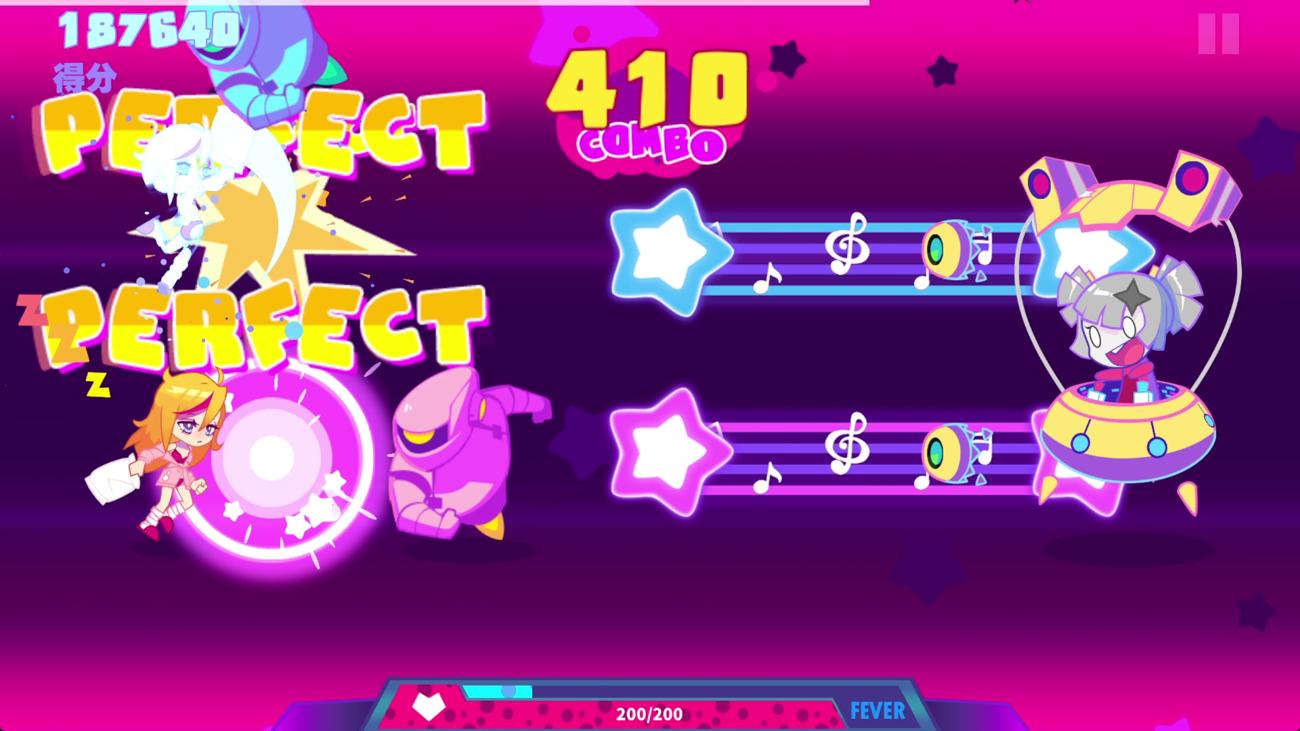 187640
得分
PERFECT
410
COMBO
PERFECT
Z
Z
Z
200/200
FEVER